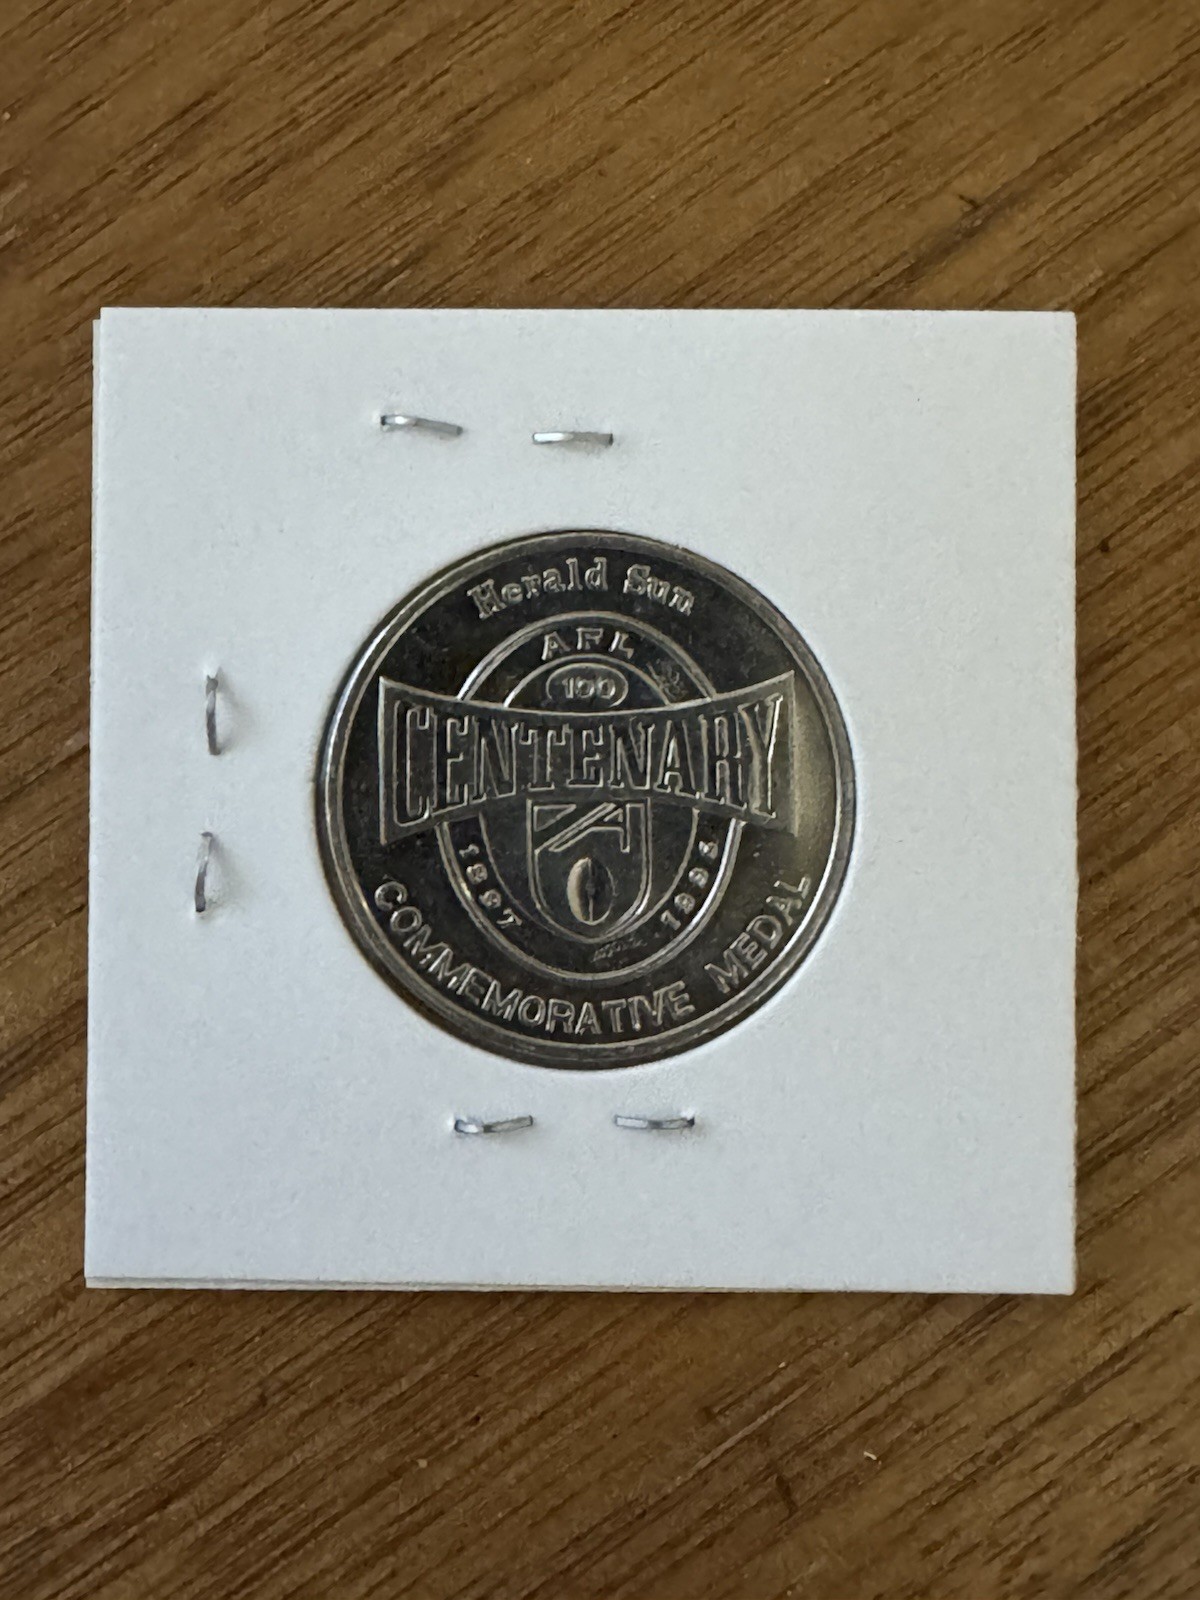 Herald Sun
AFL
100
CENTENARY
1897
1996
COMMEMORATIVE MEDAL